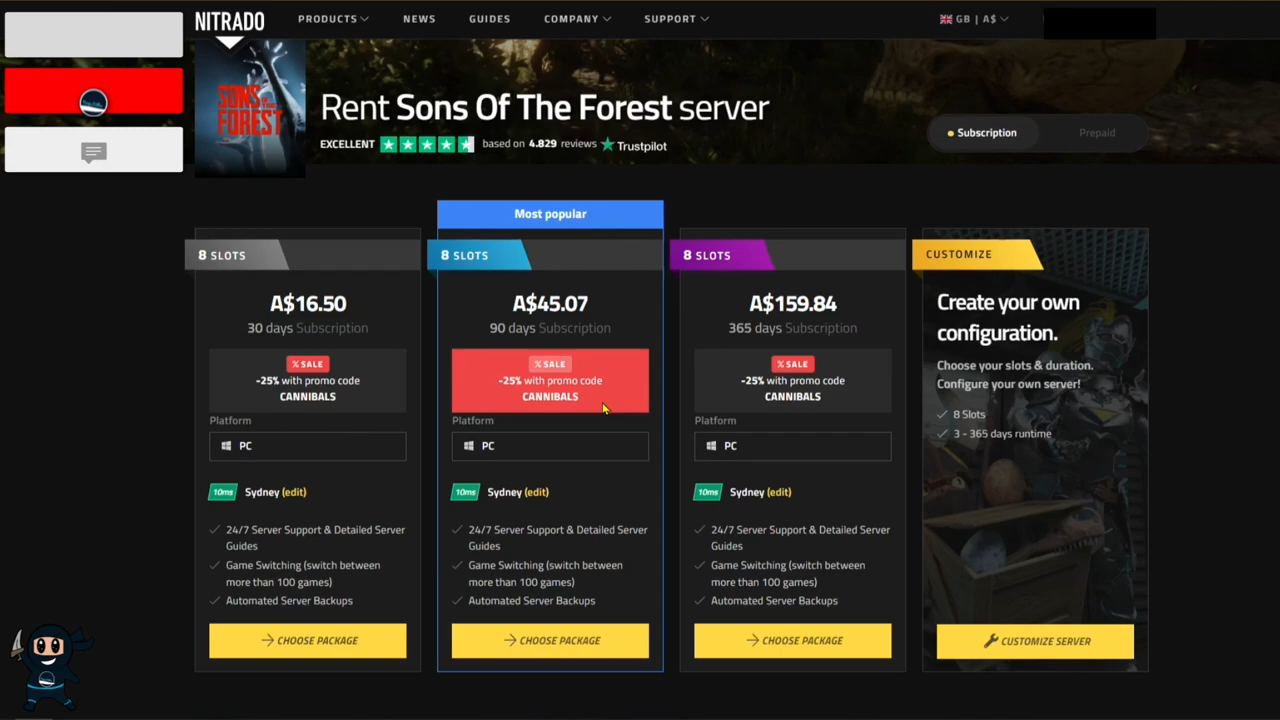 NITRADO
PRODUCTS
NEWS
GUIDES
COMPANY
SUPPORT
GB | A$
SONS
FOREST
Rent Sons Of The Forest server
EXCELLENT based on 4.829 reviews Trustpilot
Subscription
Prepaid
Most popular
8 SLOTS
A$16.50
30 days Subscription
% SALE
-25% with promo code
CANNIBALS
Platform
PC
10ms Sydney (edit)
24/7 Server Support & Detailed Server
Guides
Game Switching (switch between
more than 100 games)
Automated Server Backups
CHOOSE PACKAGE
8 SLOTS
A$45.07
90 days Subscription
% SALE
-25% with promo code
CANNIBALS
Platform
PC
10ms Sydney (edit)
24/7 Server Support & Detailed Server
Guides
Game Switching (switch between
more than 100 games)
Automated Server Backups
CHOOSE PACKAGE
8 SLOTS
A$159.84
365 days Subscription
% SALE
-25% with promo code
CANNIBALS
Platform
PC
10ms Sydney (edit)
24/7 Server Support & Detailed Server
Guides
Game Switching (switch between
more than 100 games)
Automated Server Backups
CHOOSE PACKAGE
CUSTOMIZE
Create your own
configuration.
Choose your slots & duration.
Configure your own server!
8 Slots
3 - 365 days runtime
CUSTOMIZE SERVER